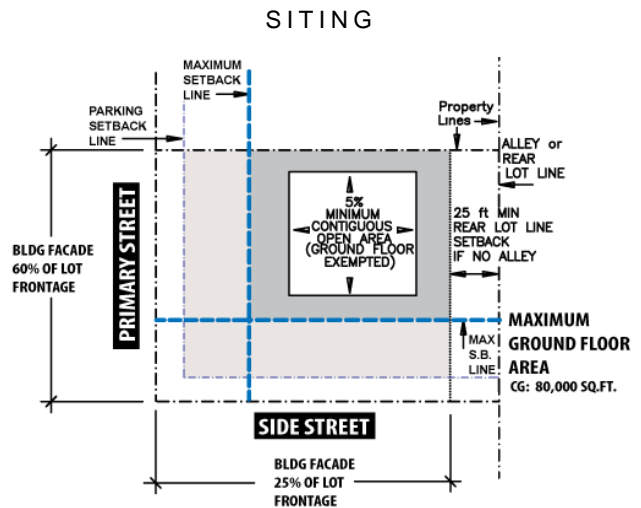 SITING
MAXIMUM
SETBACK
LINE
PARKING
SETBACK
LINE
Property
Lines
ALLEY or
REAR
LOT LINE
5%
MINIMUM
CONTIGUOUS
OPEN AREA
(GROUND FLOOR
EXEMPTED)
25 ft MIN
REAR LOT LINE
SETBACK
IF NO ALLEY
BLDG FACADE
60% OF LOT
FRONTAGE
PRIMARY STREET
MAX
S.B.
LINE
MAXIMUM
GROUND FLOOR
AREA
CG: 80,000 SQ.FT.
SIDE STREET
BLDG FACADE
25% OF LOT
FRONTAGE